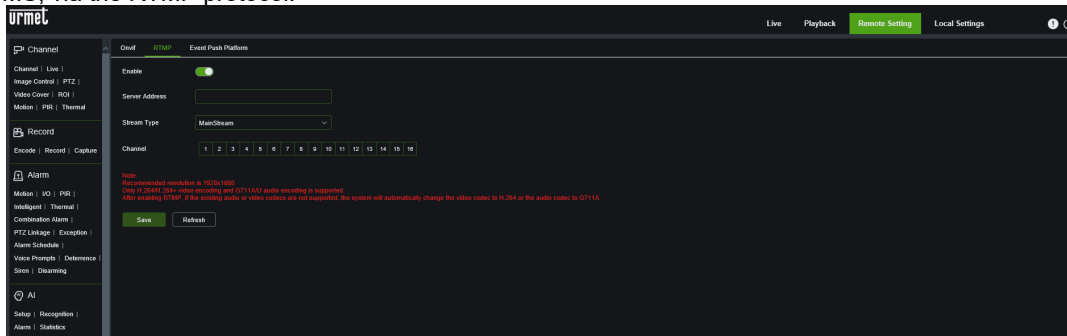 MS, via the RTMP protocol.
urmet
Live Playback Remote Setting Local Settings
Channel
Channel | Live |
Image Control | PTZ |
Video Cover | ROI |
Motion | PIR | Thermal
Record
Encode | Record | Capture
Alarm
Motion | I/O | PIR |
Intelligent | Thermal |
Combination Alarm |
PTZ Linkage | Exception |
Alarm Schedule |
Voice Prompts | Deterrence |
Siren | Disarming
AI
Setup | Recognition |
Alarm | Statistics
Onvif RTMP Event Push Platform
Enable
Server Address
Stream Type MainStream
Channel 1 2 3 4 5 6 7 8 9 10 11 12 13 14 15 16
Note:
Recommended resolution is 1920x1080.
Only H.264/H.264+ video encoding and G711A/U audio encoding is supported.
After enabling RTMP, if the existing audio or video codecs are not supported, the system will automatically change the video codec to H.264 or the audio codec to G711A.
Save Refresh